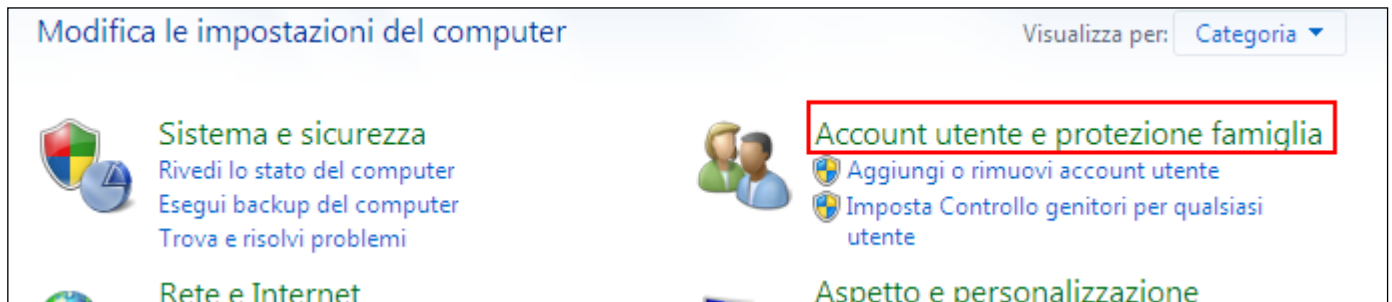 Modifica le impostazioni del computer
Visualizza per: Categoria
Sistema e sicurezza
Rivedi lo stato del computer
Esegui backup del computer
Trova e risolvi problemi
Account utente e protezione famiglia
Aggiungi o rimuovi account utente
Imposta Controllo genitori per qualsiasi
utente
Rete e Internet
Aspetto e personalizzazione